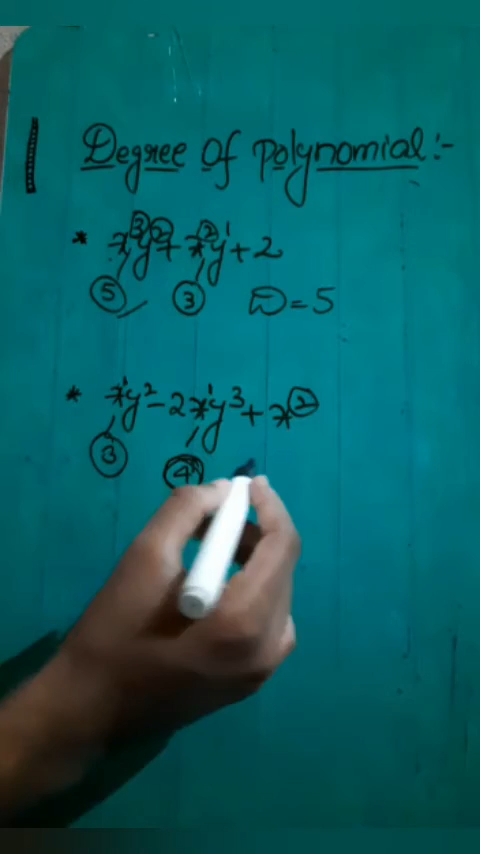 Degree Of Polynomial :-
* x³y² + x²y¹ + 2
5 3 D = 5
* x¹y² - 2x¹y³ + x²
3 4